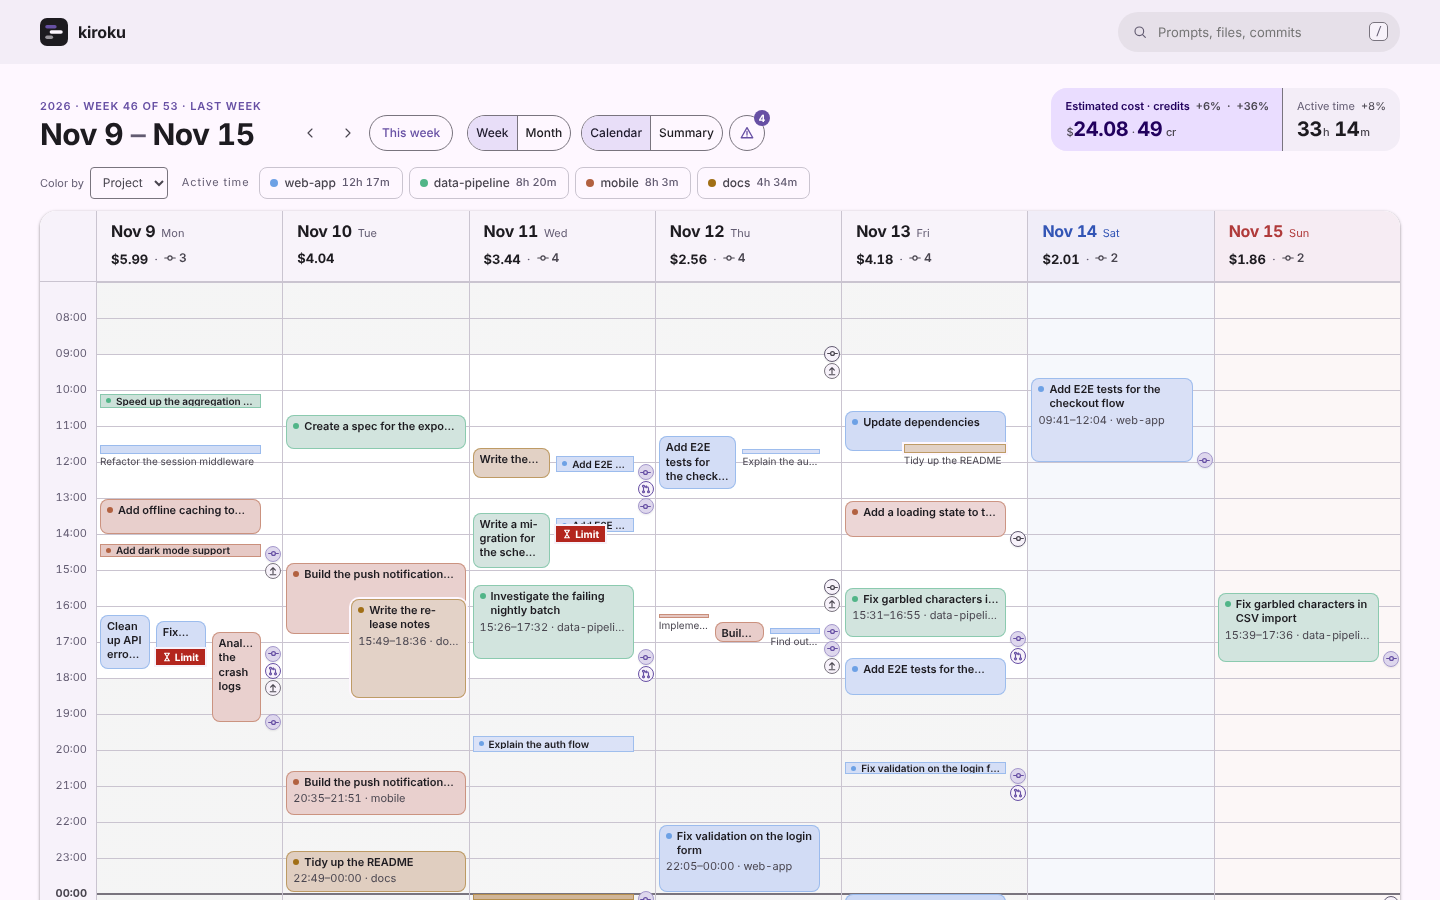 kiroku
Prompts, files, commits
/
2026 · WEEK 46 OF 53 · LAST WEEK
Nov 9 – Nov 15
This week
Week
Month
Calendar
Summary
4
Estimated cost · credits +6% · +36%
$24.08 · 49 cr
Active time +8%
33h 14m
Color by
Project
Active time
web-app 12h 17m
data-pipeline 8h 20m
mobile 8h 3m
docs 4h 34m
Nov 9 Mon
$5.99 · 3
Nov 10 Tue
$4.04
Nov 11 Wed
$3.44 · 4
Nov 12 Thu
$2.56 · 4
Nov 13 Fri
$4.18 · 4
Nov 14 Sat
$2.01 · 2
Nov 15 Sun
$1.86 · 2
08:00
09:00
10:00
11:00
12:00
13:00
14:00
15:00
16:00
17:00
18:00
19:00
20:00
21:00
22:00
23:00
00:00
Speed up the aggregation ...
Refactor the session middleware
Add offline caching to...
Add dark mode support
Clean
up API
erro...
Fix...
Limit
Anal...
the
crash
logs
Create a spec for the expo...
Build the push notification...
Write the re-
lease notes
15:49–18:36 · do...
Build the push notification...
20:35–21:51 · mobile
Tidy up the README
22:49–00:00 · docs
Write the...
Add E2E ...
Write a mi-
gration for
the sche...
Add E2E ...
Limit
Investigate the failing
nightly batch
15:26–17:32 · data-pipeli...
Explain the auth flow
Add E2E
tests for
the check...
Explain the au...
Impleme...
Buil...
Find out...
Fix validation on the login
form
22:05–00:00 · web-app
Update dependencies
Tidy up the README
Add a loading state to t...
Fix garbled characters i...
15:31–16:55 · data-pipeli...
Add E2E tests for the...
Fix validation on the login f...
Add E2E tests for the
checkout flow
09:41–12:04 · web-app
Fix garbled characters in
CSV import
15:39–17:36 · data-pipeli...